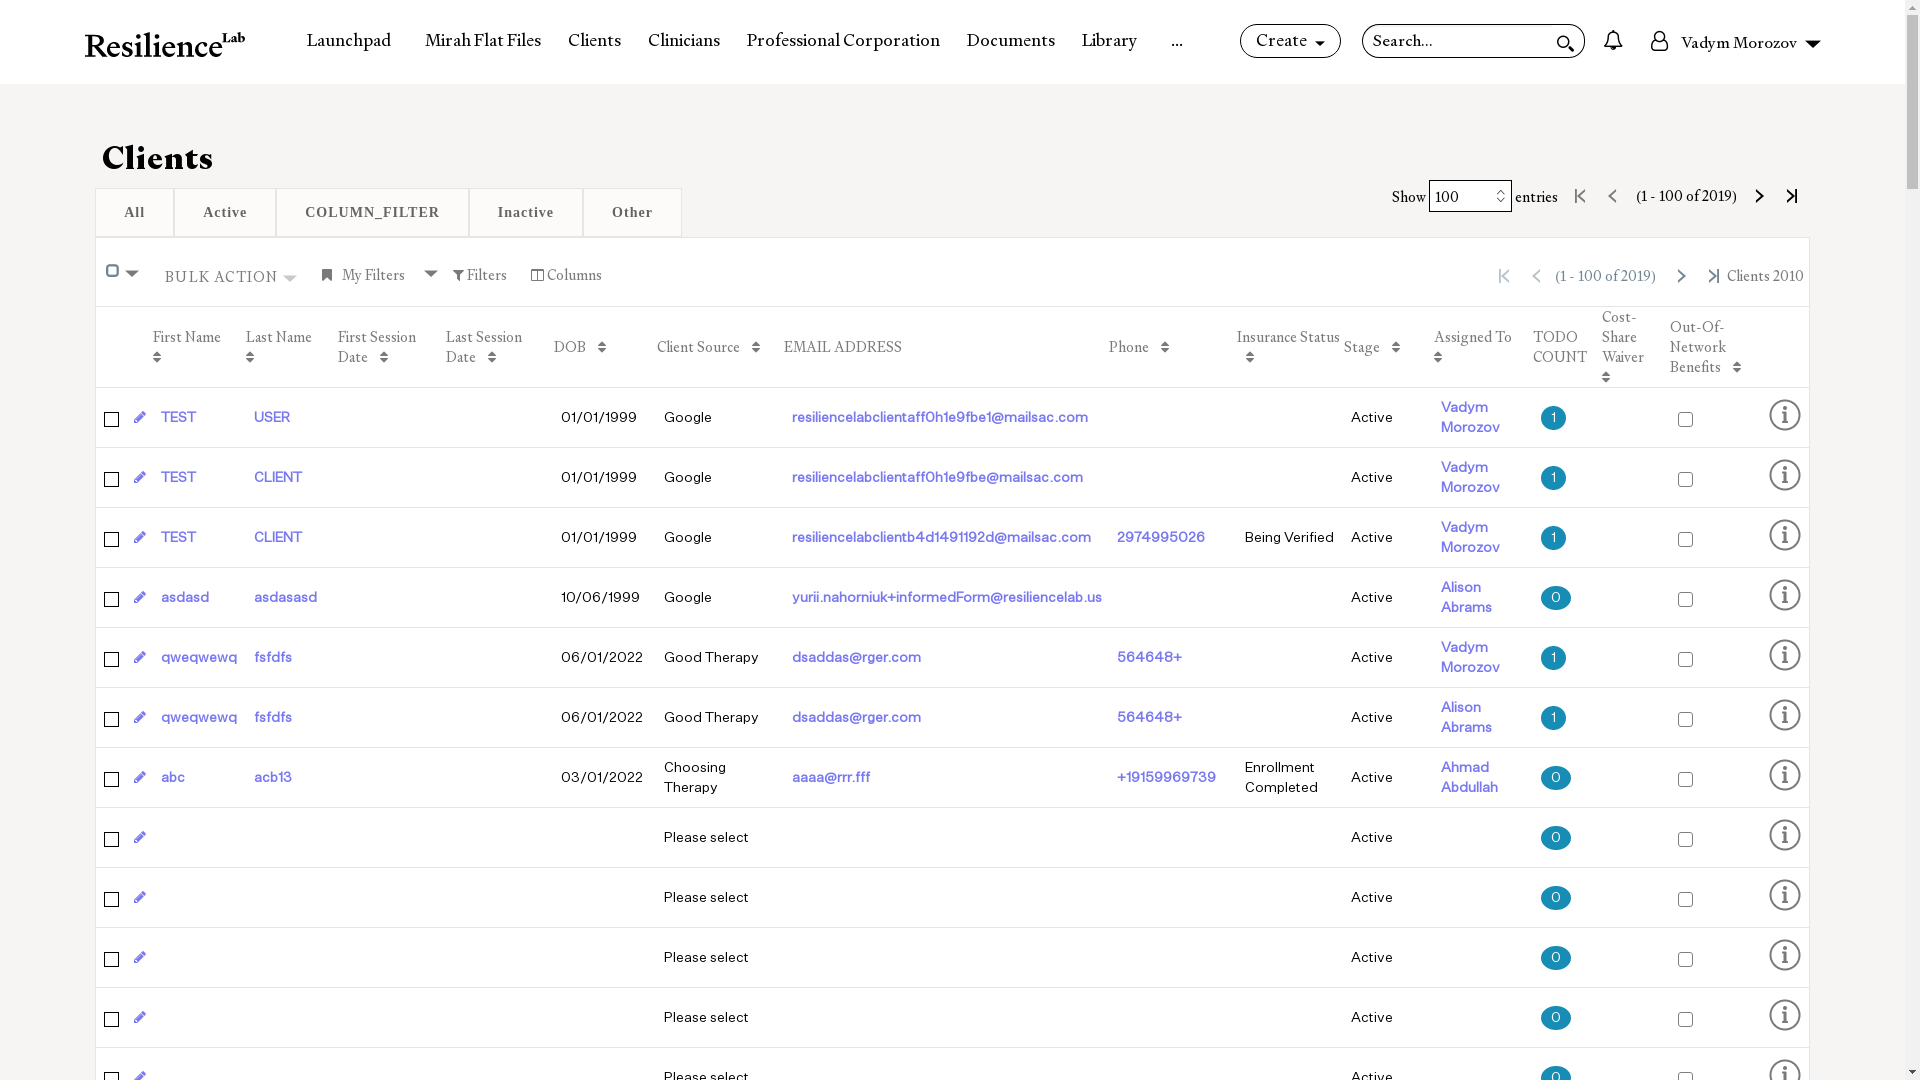 ResilienceLab
Launchpad Mirah Flat Files Clients Clinicians Professional Corporation Documents Library ... Create Search... Vadym Morozov
Clients
All Active COLUMN_FILTER Inactive Other
Show 100 entries (1 - 100 of 2019)
BULK ACTION My Filters Filters Columns (1 - 100 of 2019) Clients 2010
First Name Last Name First Session Date Last Session Date DOB Client Source EMAIL ADDRESS Phone Insurance Status Stage Assigned To TODO COUNT Cost-Share Waiver Out-Of-Network Benefits
TEST USER 01/01/1999 Google resiliencelabclientaff0h1e9fbe1@mailsac.com Active Vadym Morozov 1
TEST CLIENT 01/01/1999 Google resiliencelabclientaff0h1e9fbe@mailsac.com Active Vadym Morozov 1
TEST CLIENT 01/01/1999 Google resiliencelabclientb4d1491192d@mailsac.com 2974995026 Being Verified Active Vadym Morozov 1
asdasd asdasasd 10/06/1999 Google yurii.nahorniuk+informedForm@resiliencelab.us Active Alison Abrams 0
qweqwewq fsfdfs 06/01/2022 Good Therapy dsaddas@rger.com 564648+ Active Vadym Morozov 1
qweqwewq fsfdfs 06/01/2022 Good Therapy dsaddas@rger.com 564648+ Active Alison Abrams 1
abc acb13 03/01/2022 Choosing Therapy aaaa@rrr.fff +19159969739 Enrollment Completed Active Ahmad Abdullah 0
Please select Active 0
Please select Active 0
Please select Active 0
Please select Active 0
Please select Active 0